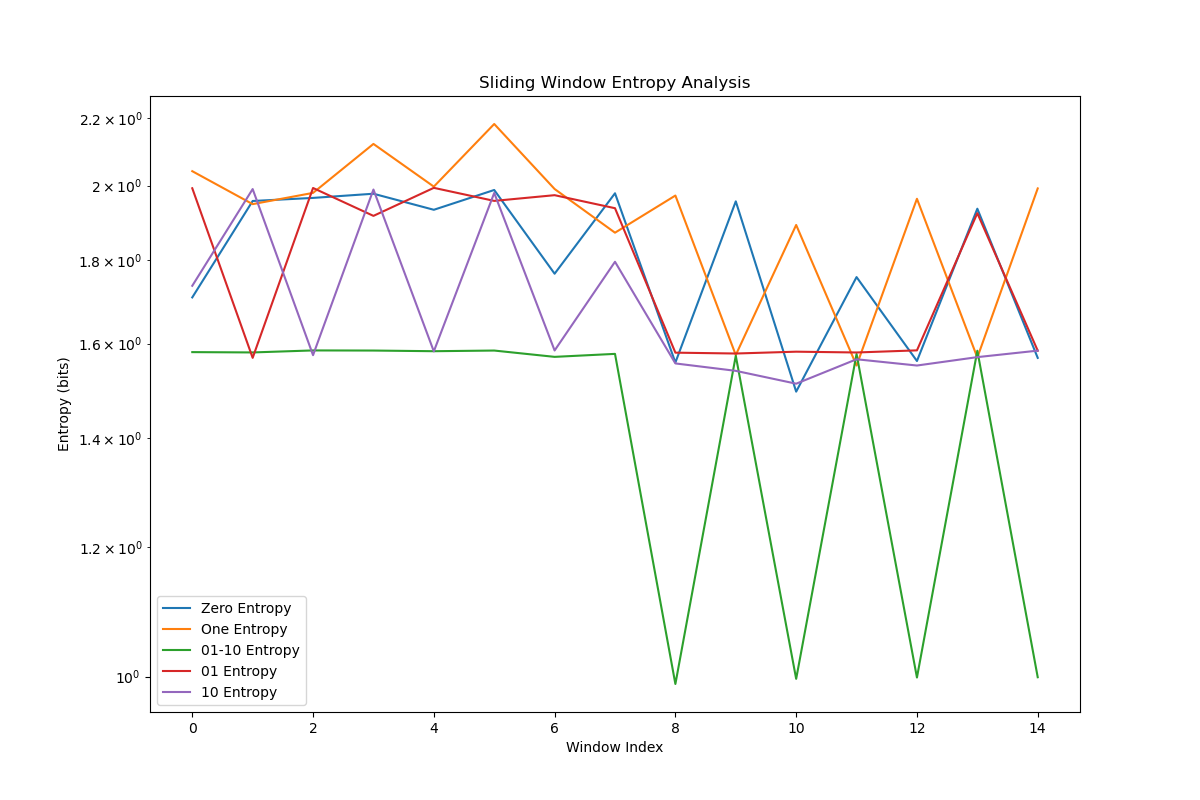 Sliding Window Entropy Analysis
Entropy (bits)
2.2 × 10⁰
2 × 10⁰
1.8 × 10⁰
1.6 × 10⁰
1.4 × 10⁰
1.2 × 10⁰
10⁰
Zero Entropy
One Entropy
01-10 Entropy
01 Entropy
10 Entropy
0 2 4 6 8 10 12 14
Window Index